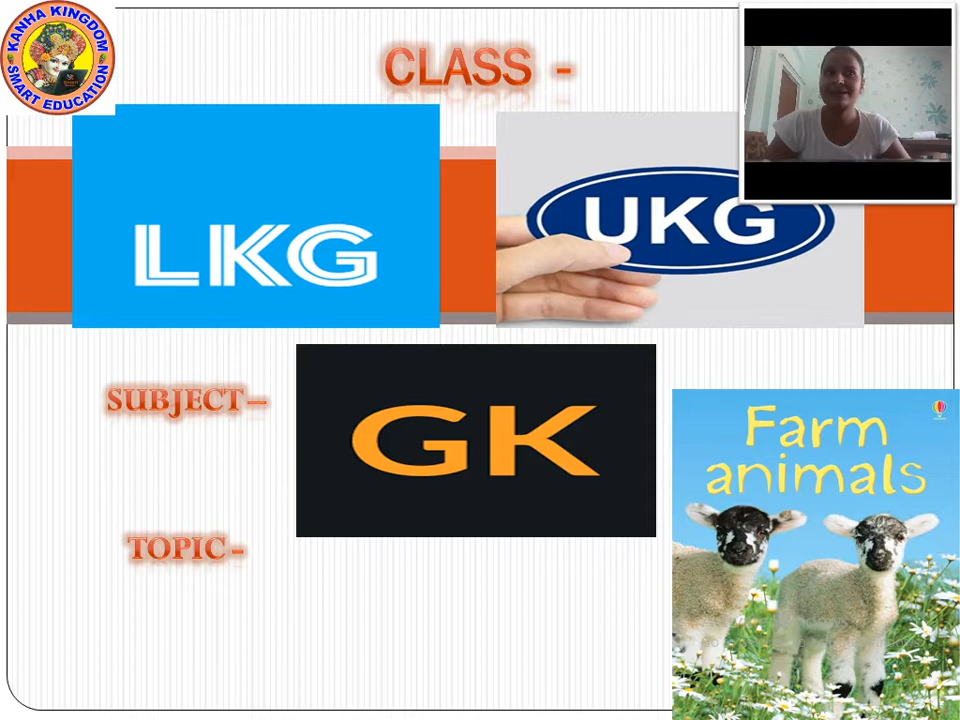 KANHA KINGDOM
SMART EDUCATION
CLASS -
LKG
UKG
SUBJECT–
GK
TOPIC-
Farm
animals